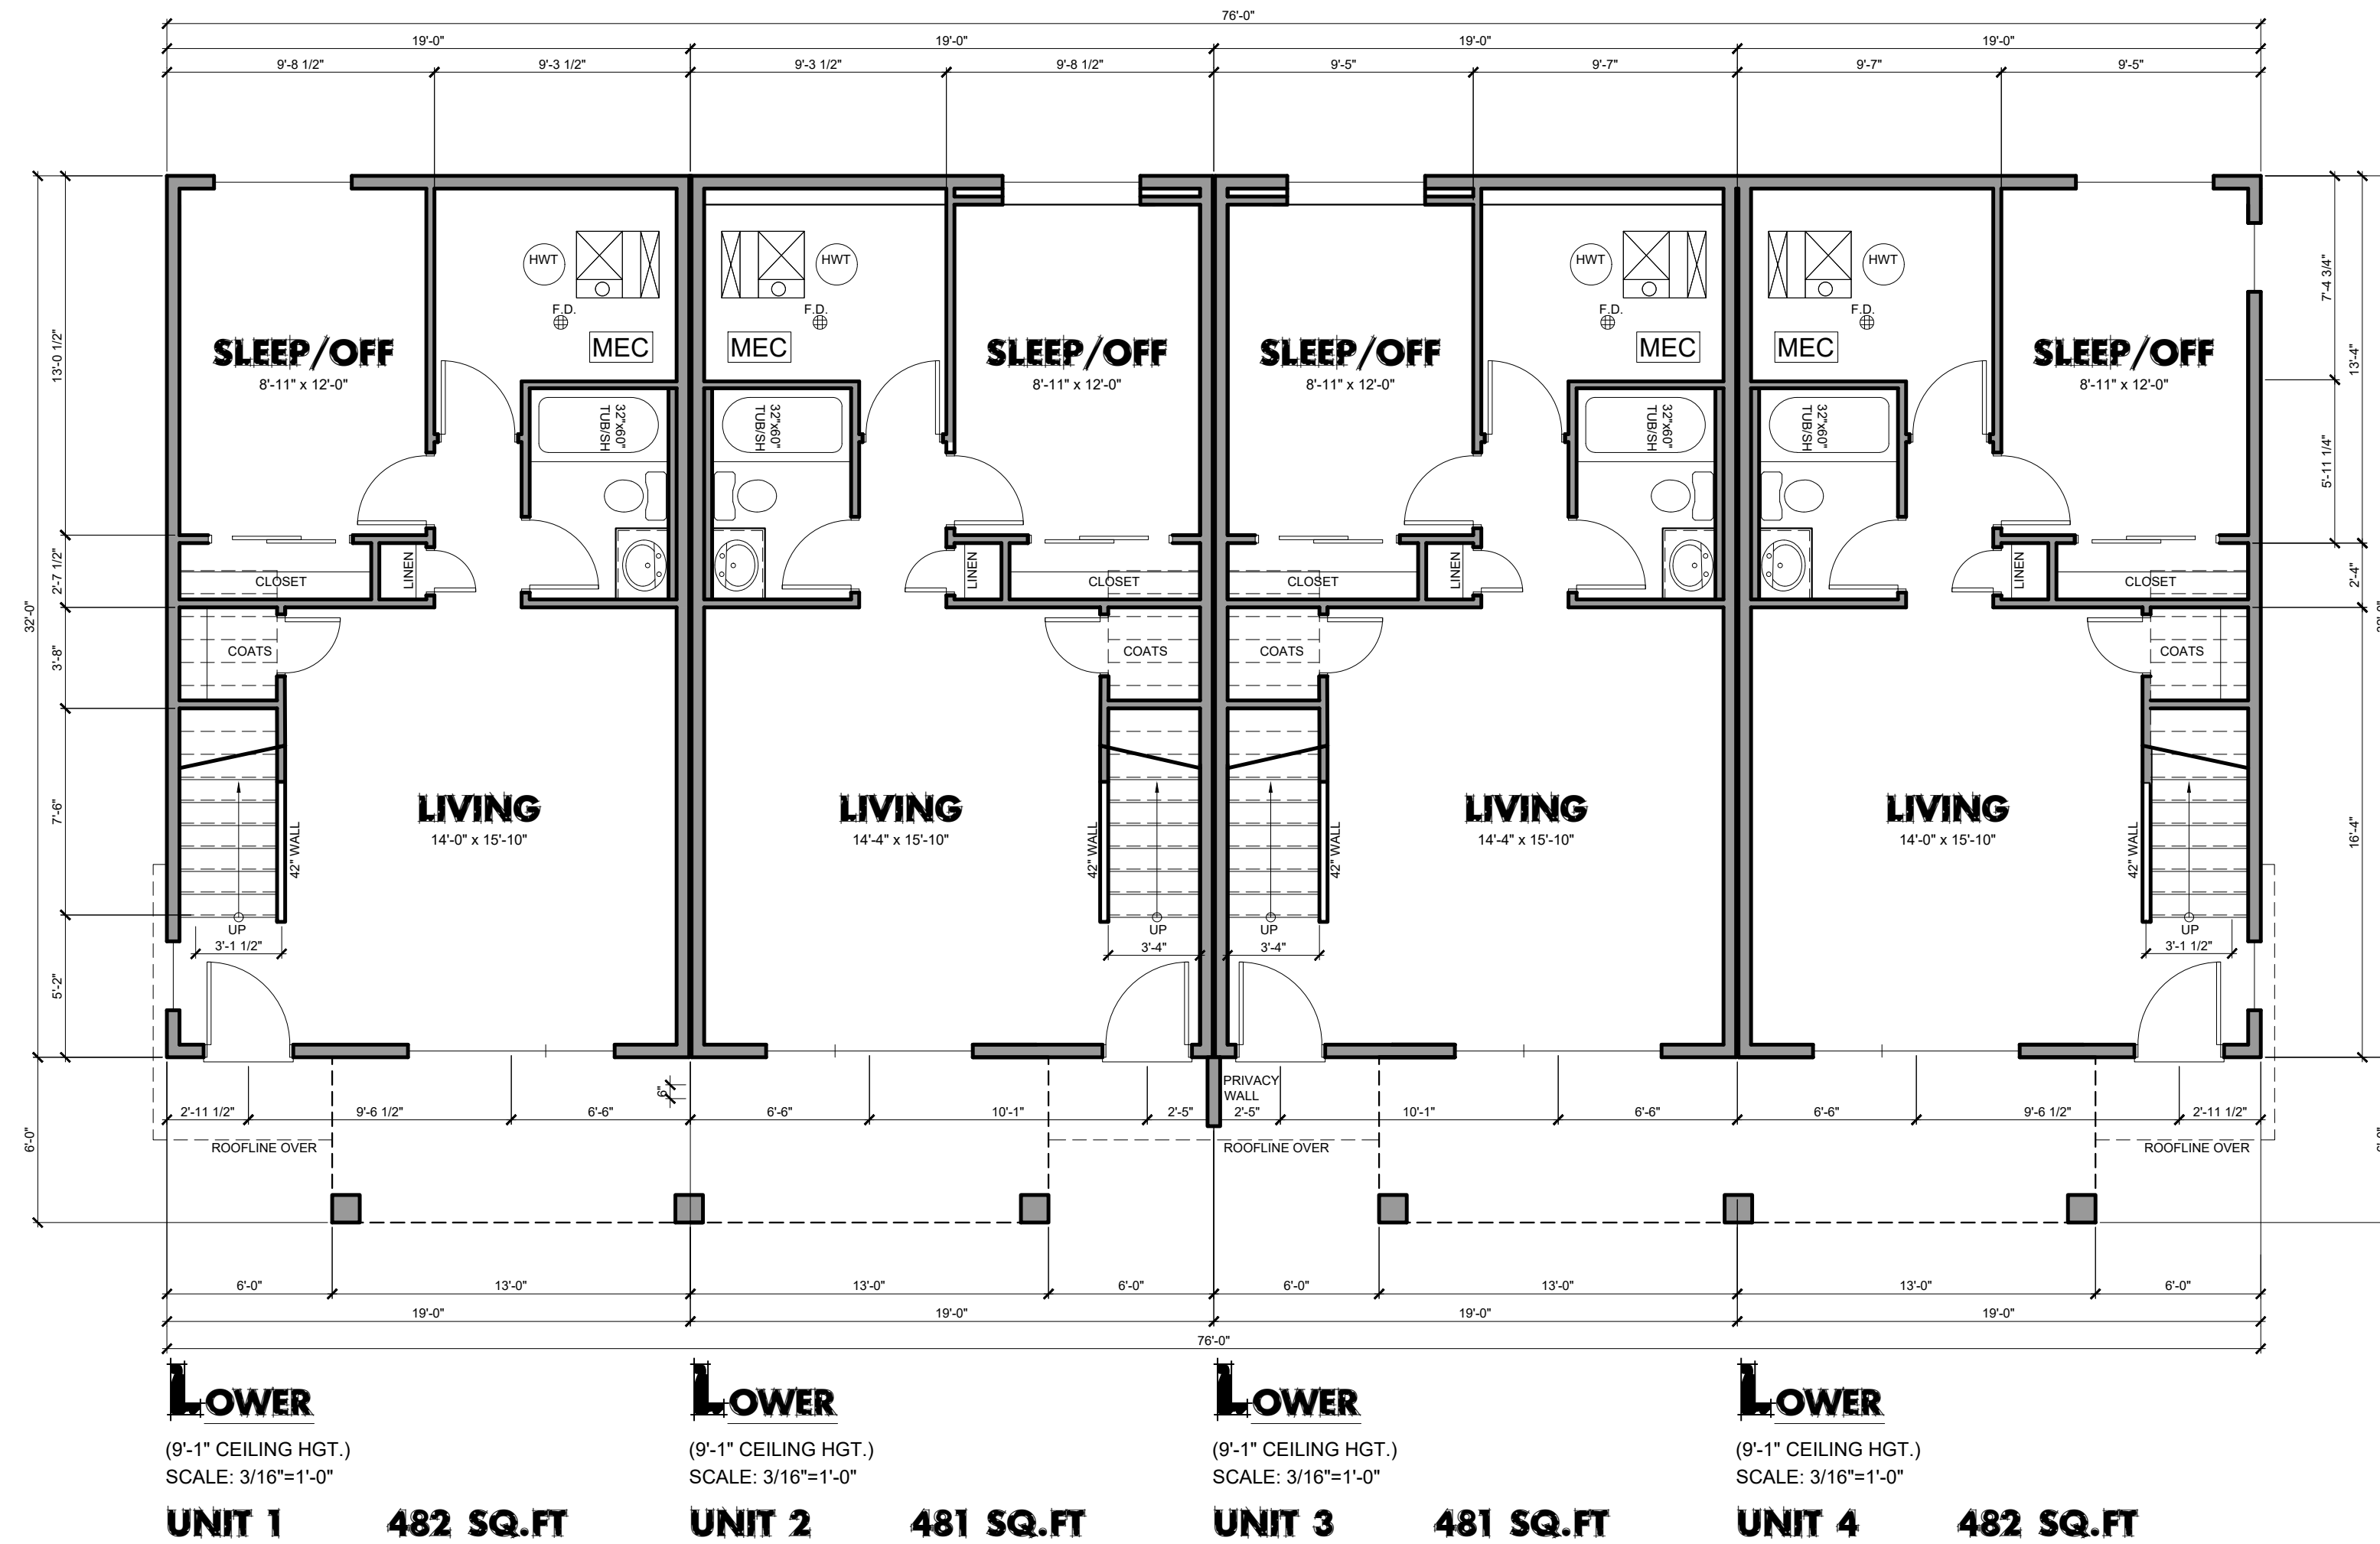 76'-0"
19'-0" 19'-0" 19'-0" 19'-0"
9'-8 1/2" 9'-3 1/2" 9'-3 1/2" 9'-8 1/2" 9'-5" 9'-7" 9'-7" 9'-5"
HWT HWT HWT HWT
F.D. F.D. F.D. F.D.
MEC MEC MEC MEC
SLEEP/OFF SLEEP/OFF SLEEP/OFF SLEEP/OFF
8'-11" x 12'-0" 8'-11" x 12'-0" 8'-11" x 12'-0" 8'-11" x 12'-0"
32"x60" 32"x60" 32"x60" 32"x60"
TUB/SH TUB/SH TUB/SH TUB/SH
LINEN LINEN LINEN LINEN
CLOSET CLOSET CLOSET CLOSET
COATS COATS COATS COATS
LIVING LIVING LIVING LIVING
14'-0" x 15'-10" 14'-4" x 15'-10" 14'-4" x 15'-10" 14'-0" x 15'-10"
42" WALL 42" WALL 42" WALL 42" WALL
UP UP UP UP
3'-1 1/2" 3'-4" 3'-4" 3'-1 1/2"
32'-0"
6'-0"
13'-0 1/2"
2'-7 1/2"
3'-8"
7'-6"
5'-2"
7'-4 3/4"
5'-11 1/4"
13'-4"
2'-4"
16'-4"
6"
PRIVACY
WALL
2'-11 1/2" 9'-6 1/2" 6'-6" 6'-6" 10'-1" 2'-5" 2'-5" 10'-1" 6'-6" 6'-6" 9'-6 1/2" 2'-11 1/2"
ROOFLINE OVER ROOFLINE OVER ROOFLINE OVER
6'-0" 13'-0" 13'-0" 6'-0" 6'-0" 13'-0" 13'-0" 6'-0"
19'-0" 19'-0" 19'-0" 19'-0"
76'-0"
LOWER LOWER LOWER LOWER
(9'-1" CEILING HGT.) (9'-1" CEILING HGT.) (9'-1" CEILING HGT.) (9'-1" CEILING HGT.)
SCALE: 3/16"=1'-0" SCALE: 3/16"=1'-0" SCALE: 3/16"=1'-0" SCALE: 3/16"=1'-0"
UNIT 1 482 SQ.FT UNIT 2 481 SQ.FT UNIT 3 481 SQ.FT UNIT 4 482 SQ.FT